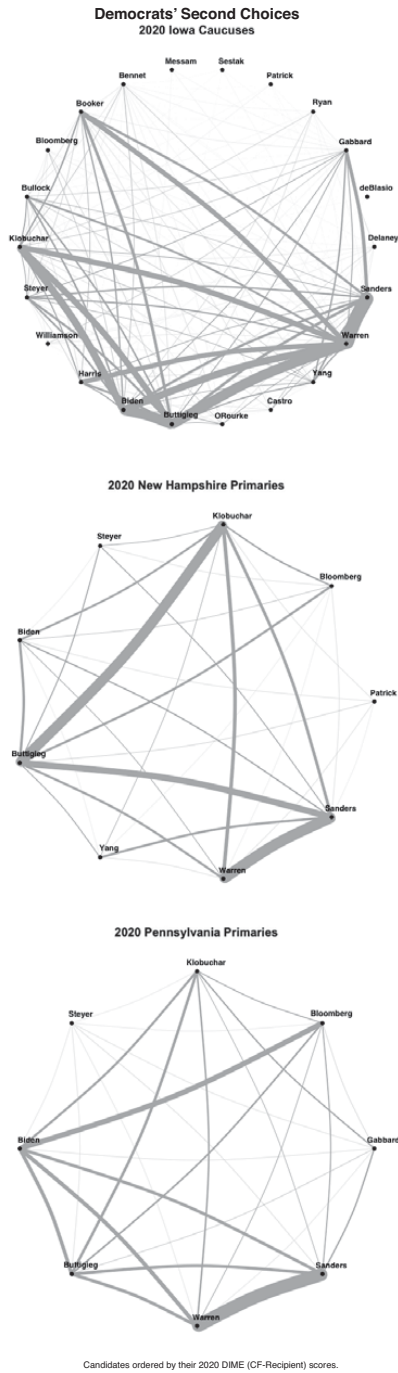 Democrats' Second Choices
2020 Iowa Caucuses
Messam Sestak
Bennet Patrick
Booker Ryan
Bloomberg Gabbard
Bullock deBlasio
Klobuchar Delaney
Steyer Sanders
Williamson Warren
Harris Yang
Biden Castro
Buttigieg ORourke
2020 New Hampshire Primaries
Klobuchar
Steyer
Bloomberg
Biden
Patrick
Buttigieg
Sanders
Yang
Warren
2020 Pennsylvania Primaries
Klobuchar
Steyer Bloomberg
Biden Gabbard
Buttigieg Sanders
Warren
Candidates ordered by their 2020 DIME (CF-Recipient) scores.